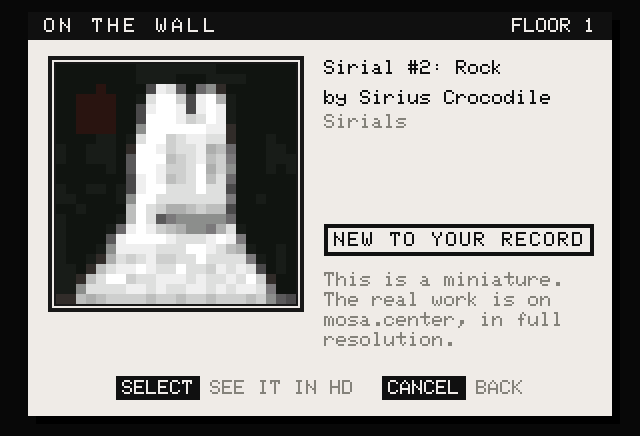 ON THE WALL
FLOOR 1
Sirial #2: Rock
by Sirius Crocodile
Sirials
NEW TO YOUR RECORD
This is a miniature.
The real work is on
mosa.center, in full
resolution.
SELECT SEE IT IN HD CANCEL BACK